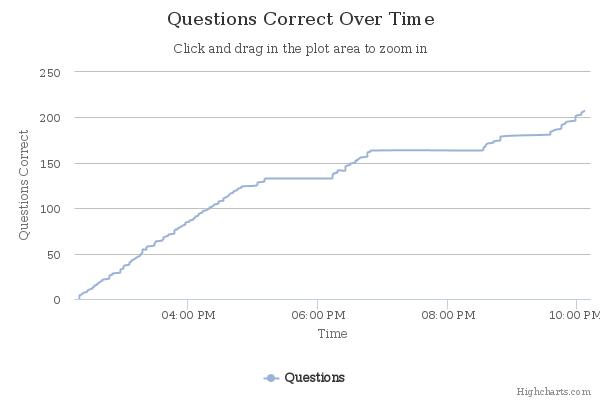 Questions Correct Over Time
Click and drag in the plot area to zoom in
Questions Correct
250
200
150
100
50
0
04:00 PM 06:00 PM 08:00 PM 10:00 PM
Time
Questions
Highcharts.com